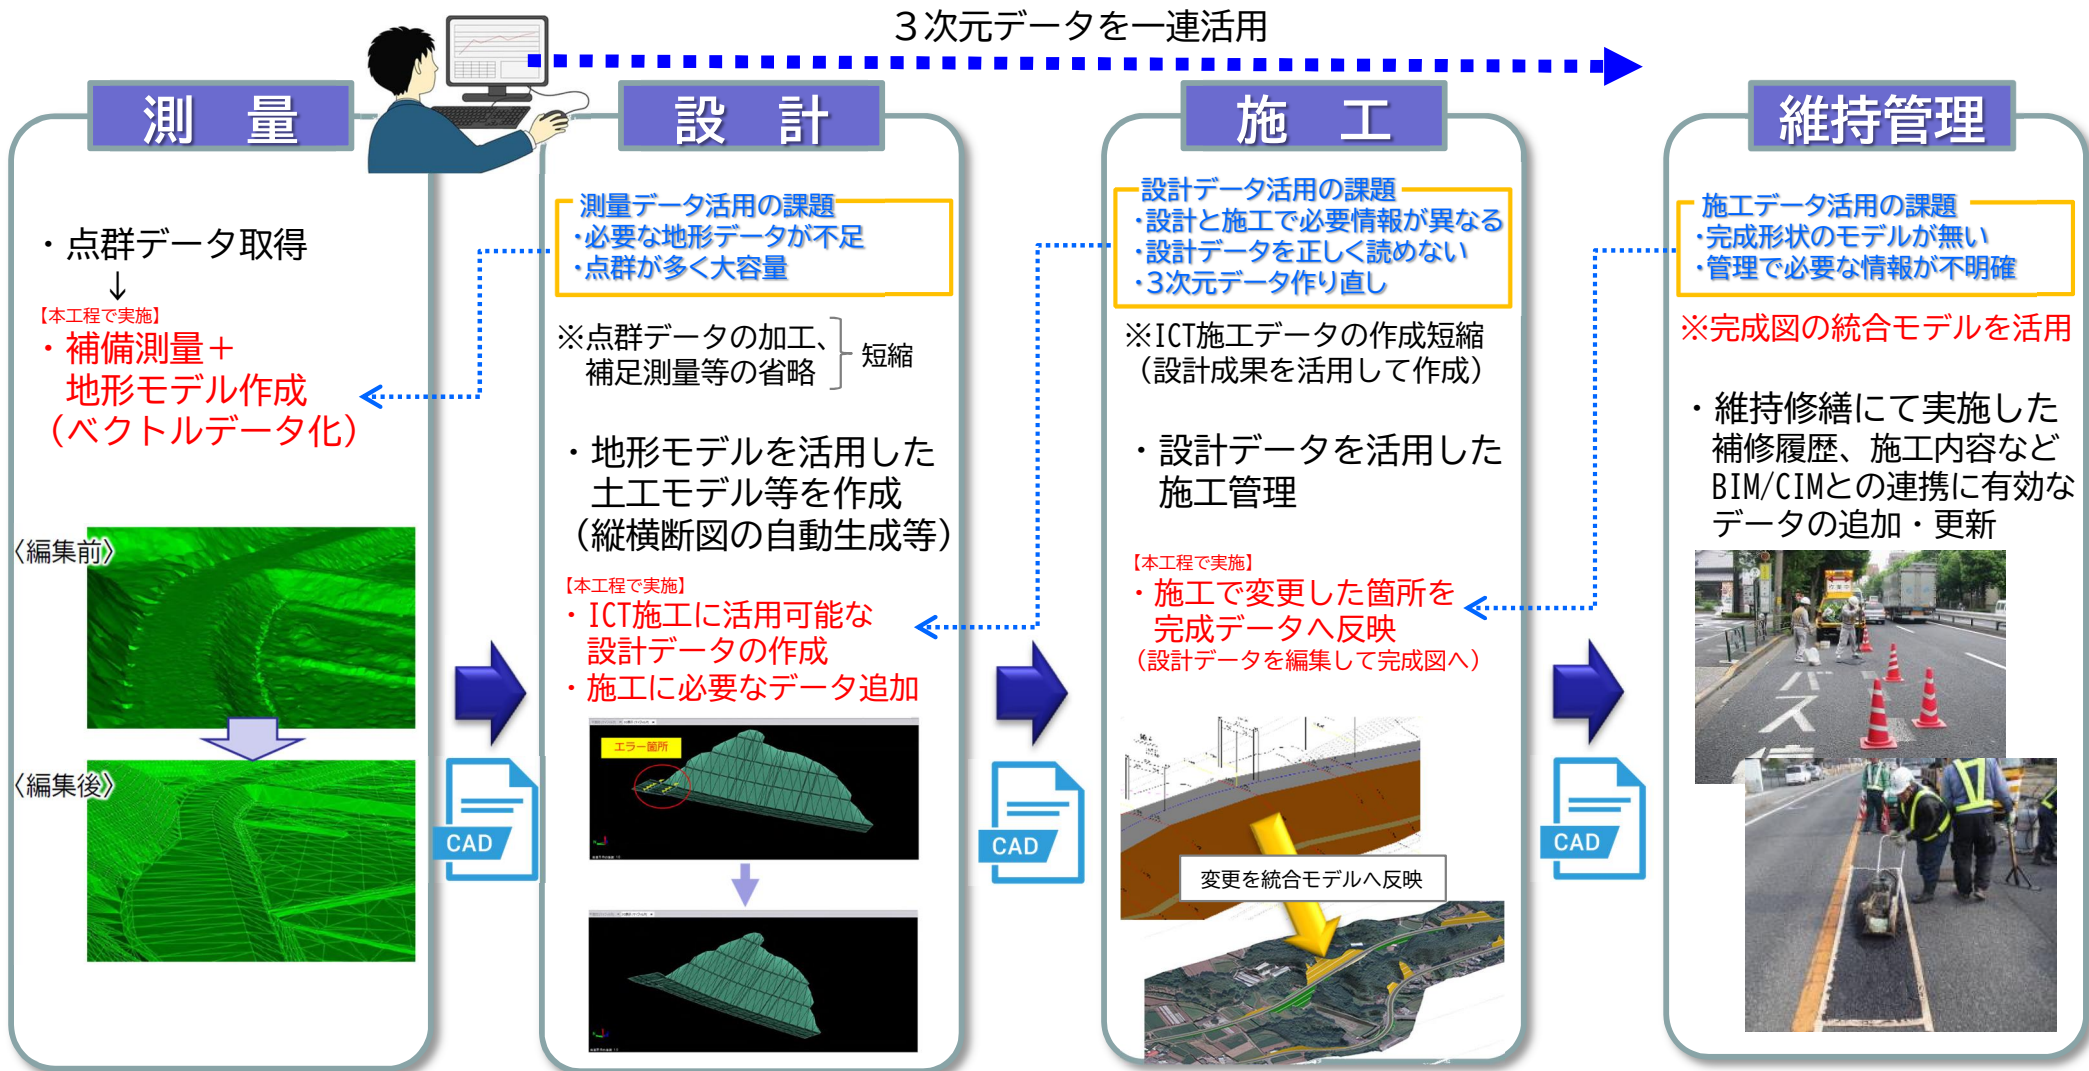 ３次元データを一連活用
測　量
・点群データ取得
↓
【本工程で実施】
・補備測量＋
地形モデル作成
（ベクトルデータ化）
〈編集前〉
〈編集後〉
CAD
設　計
測量データ活用の課題
・必要な地形データが不足
・点群が多く大容量
※点群データの加工、
補足測量等の省略
短縮
・地形モデルを活用した
土工モデル等を作成
（縦横断図の自動生成等）
【本工程で実施】
・ICT施工に活用可能な
設計データの作成
・施工に必要なデータ追加
エラー箇所
CAD
施　工
設計データ活用の課題
・設計と施工で必要情報が異なる
・設計データを正しく読めない
・３次元データ作り直し
※ICT施工データの作成短縮
（設計成果を活用して作成）
・設計データを活用した
施工管理
【本工程で実施】
・施工で変更した箇所を
完成データへ反映
（設計データを編集して完成図へ）
変更を統合モデルへ反映
CAD
維持管理
施工データ活用の課題
・完成形状のモデルが無い
・管理で必要な情報が不明確
※完成図の統合モデルを活用
・維持修繕にて実施した
補修履歴、施工内容など
BIM/CIMとの連携に有効な
データの追加・更新
バス